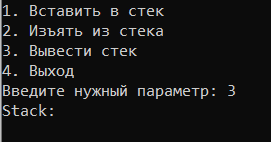 1. Вставить в стек
2. Изъять из стека
3. Вывести стек
4. Выход
Введите нужный параметр: 3
Stack: